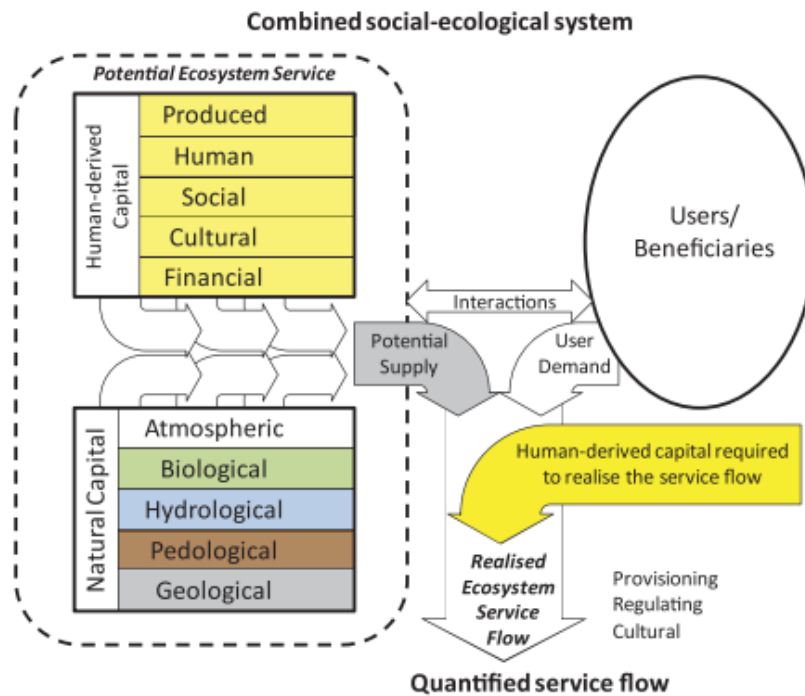 Combined social-ecological system
Potential Ecosystem Service
Human-derived
Capital
Produced
Human
Social
Cultural
Financial
Users/
Beneficiaries
Interactions
Potential
Supply
User
Demand
Natural Capital
Atmospheric
Biological
Hydrological
Pedological
Geological
Human-derived capital required
to realise the service flow
Realised
Ecosystem
Service
Flow
Provisioning
Regulating
Cultural
Quantified service flow